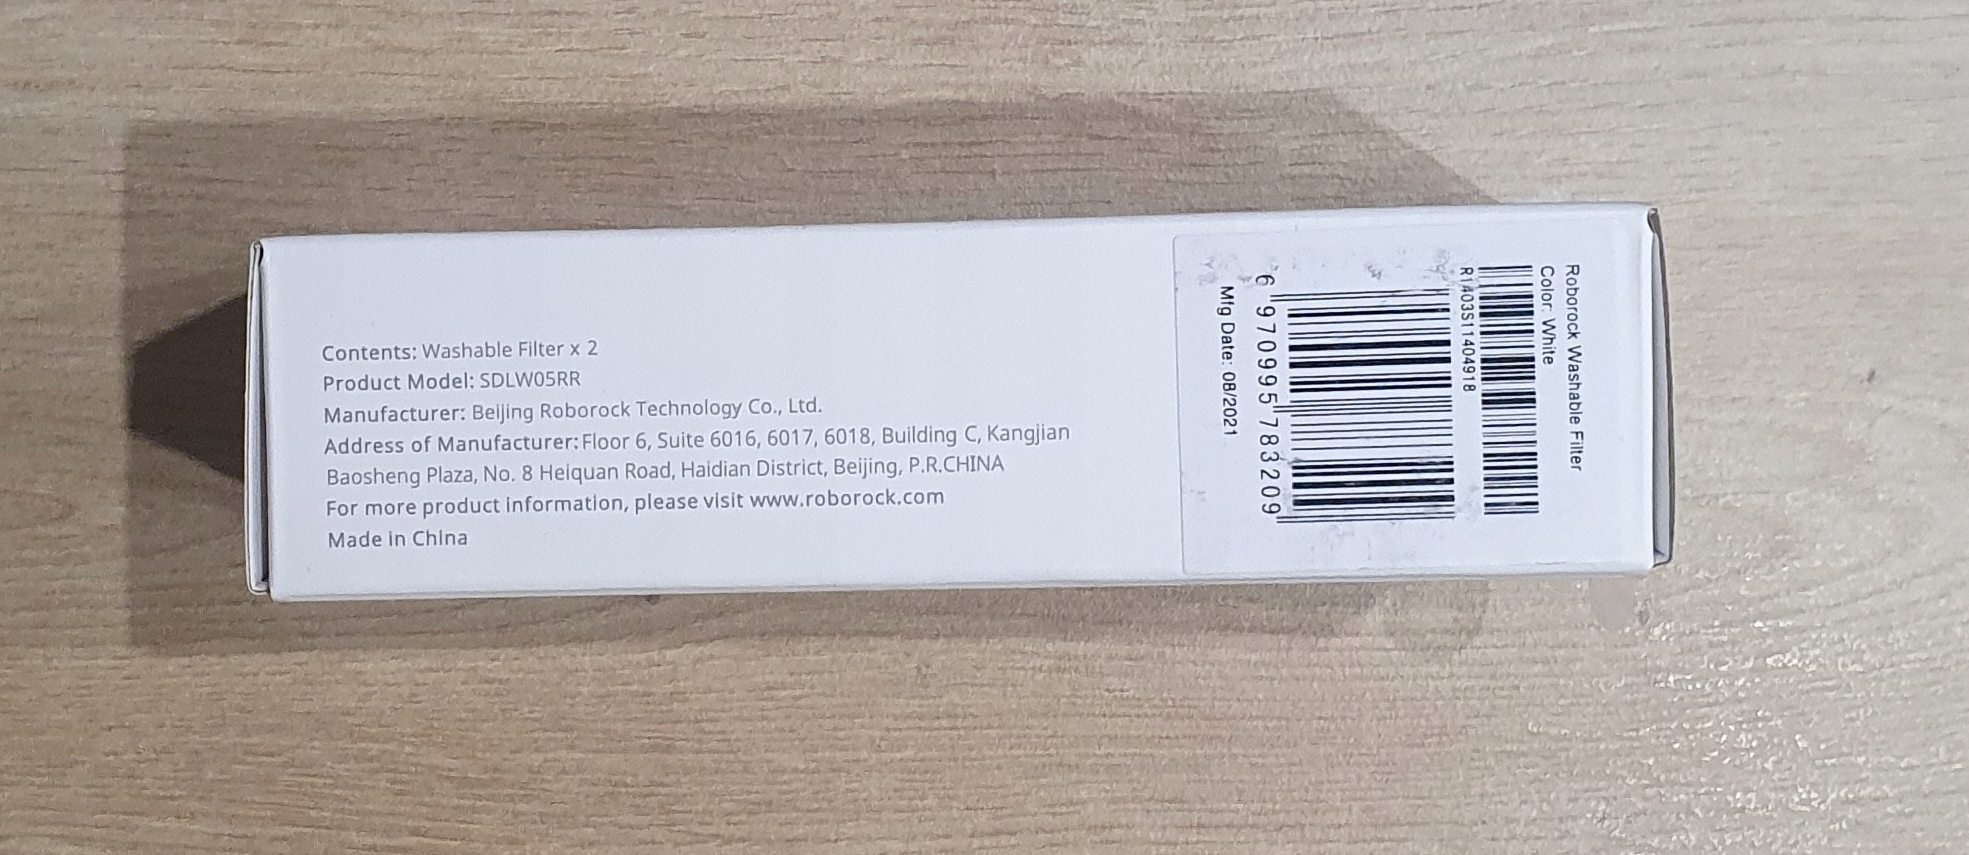 Contents: Washable Filter x 2
Product Model: SDLW05RR
Manufacturer: Beijing Roborock Technology Co., Ltd.
Address of Manufacturer: Floor 6, Suite 6016, 6017, 6018, Building C, Kangjian
Baosheng Plaza, No. 8 Heiquan Road, Haidian District, Beijing, P.R.CHINA
For more product information, please visit www.roborock.com
Made in China
Roborock Washable Filter
Color: White
R1403S11404918
6 970995 783209
Mfg Date: 08/2021